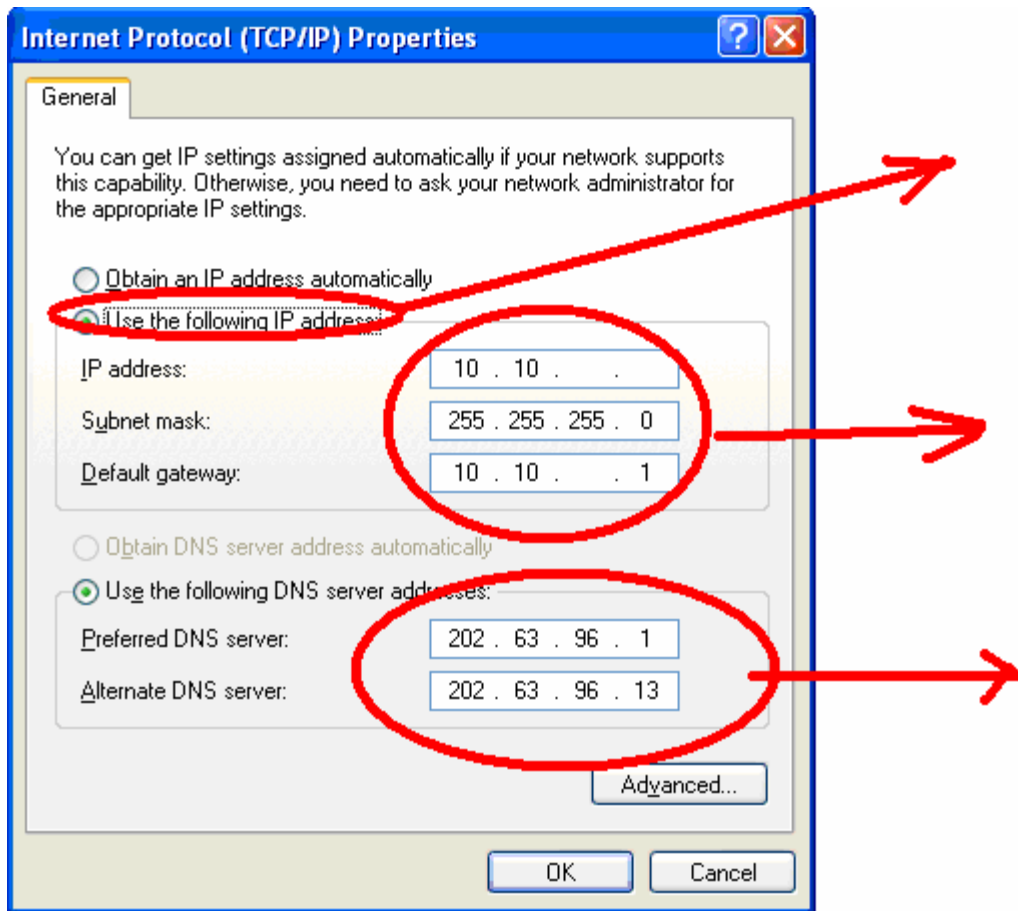 Internet Protocol (TCP/IP) Properties
General
You can get IP settings assigned automatically if your network supports
this capability. Otherwise, you need to ask your network administrator for
the appropriate IP settings.
Obtain an IP address automatically
Use the following IP address:
IP address: 10 . 10 . .
Subnet mask: 255 . 255 . 255 . 0
Default gateway: 10 . 10 . . 1
Obtain DNS server address automatically
Use the following DNS server addresses:
Preferred DNS server: 202 . 63 . 96 . 1
Alternate DNS server: 202 . 63 . 96 . 13
Advanced...
OK Cancel